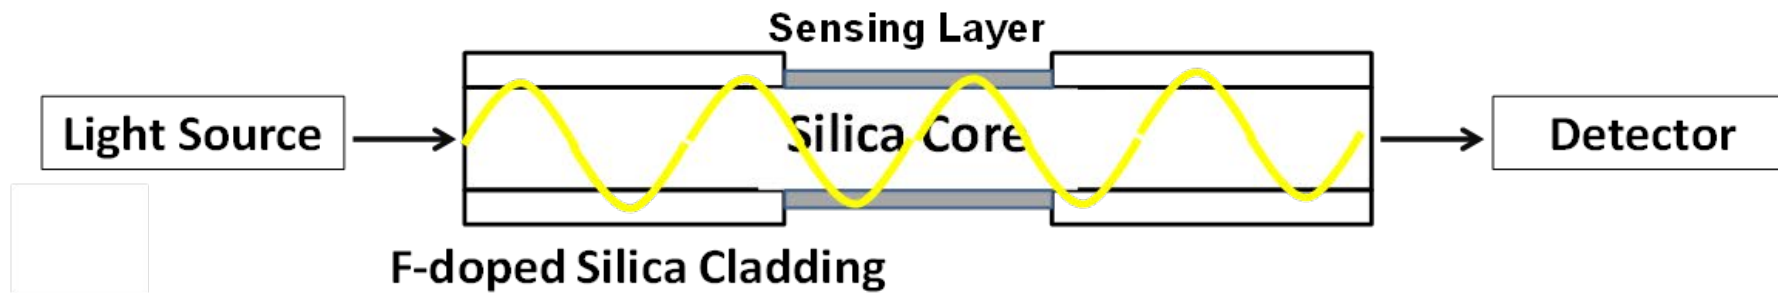 Sensing Layer
Light Source
Silica Core
Detector
F-doped Silica Cladding